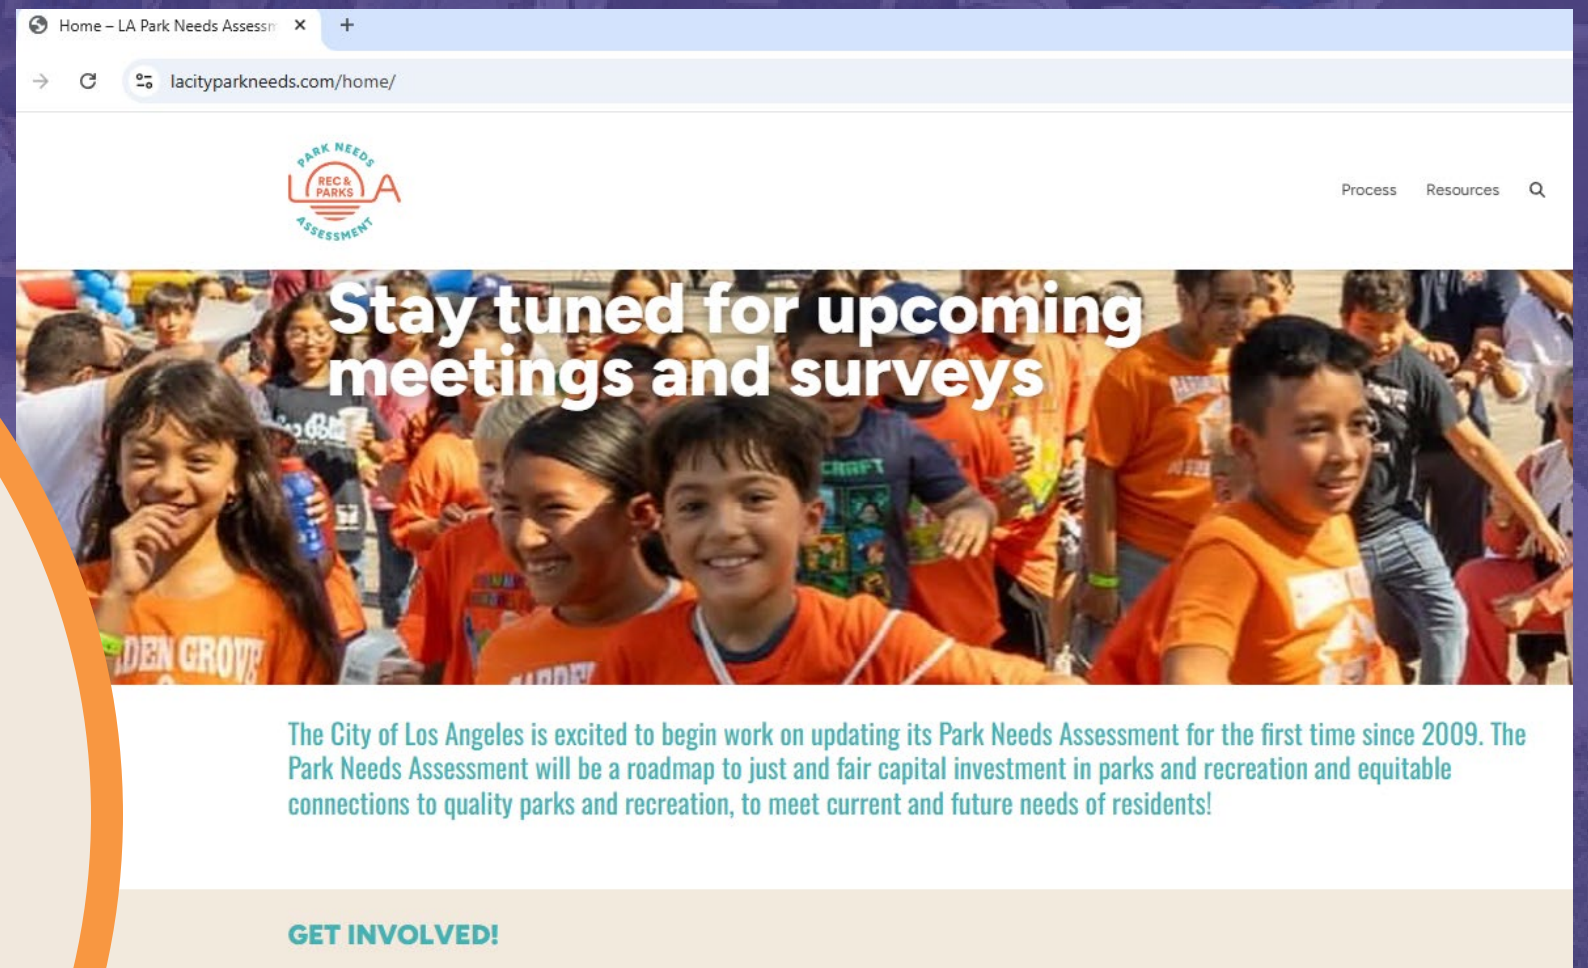 Home – LA Park Needs Assessm
lacityparkneeds.com/home/
PARK NEEDS
REC &
PARKS
LA
ASSESSMENT
Process Resources
Stay tuned for upcoming
meetings and surveys
CRAFT
DEN GROVE
The City of Los Angeles is excited to begin work on updating its Park Needs Assessment for the first time since 2009. The
Park Needs Assessment will be a roadmap to just and fair capital investment in parks and recreation and equitable
connections to quality parks and recreation, to meet current and future needs of residents!
GET INVOLVED!